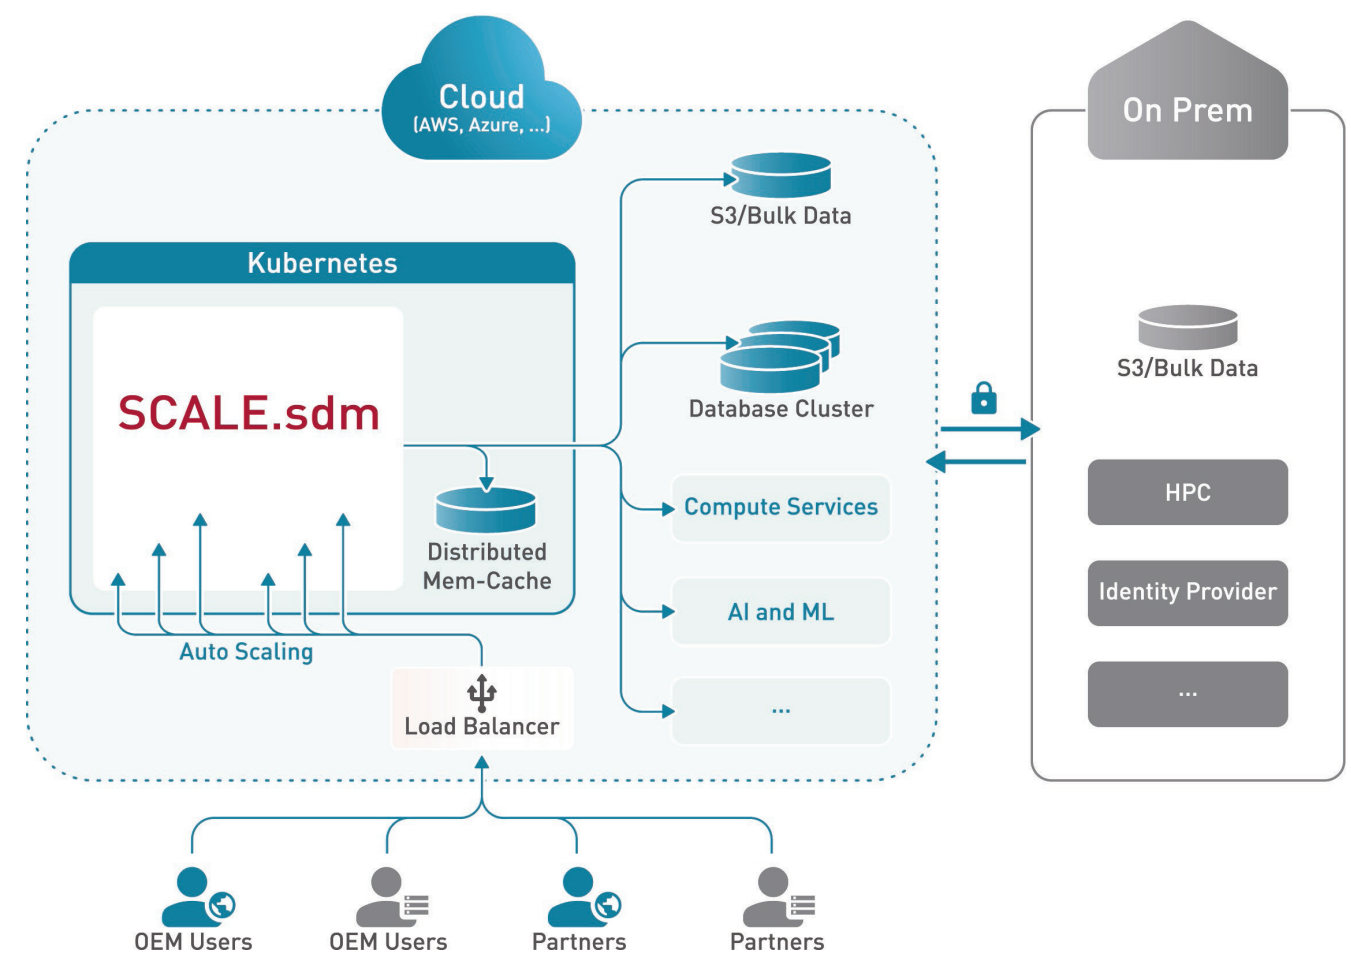 Cloud
(AWS, Azure, ...)
On Prem
S3/Bulk Data
Kubernetes
SCALE.sdm
Database Cluster
S3/Bulk Data
Compute Services
HPC
Distributed
Mem-Cache
AI and ML
Identity Provider
Auto Scaling
...
...
Load Balancer
OEM Users
OEM Users
Partners
Partners